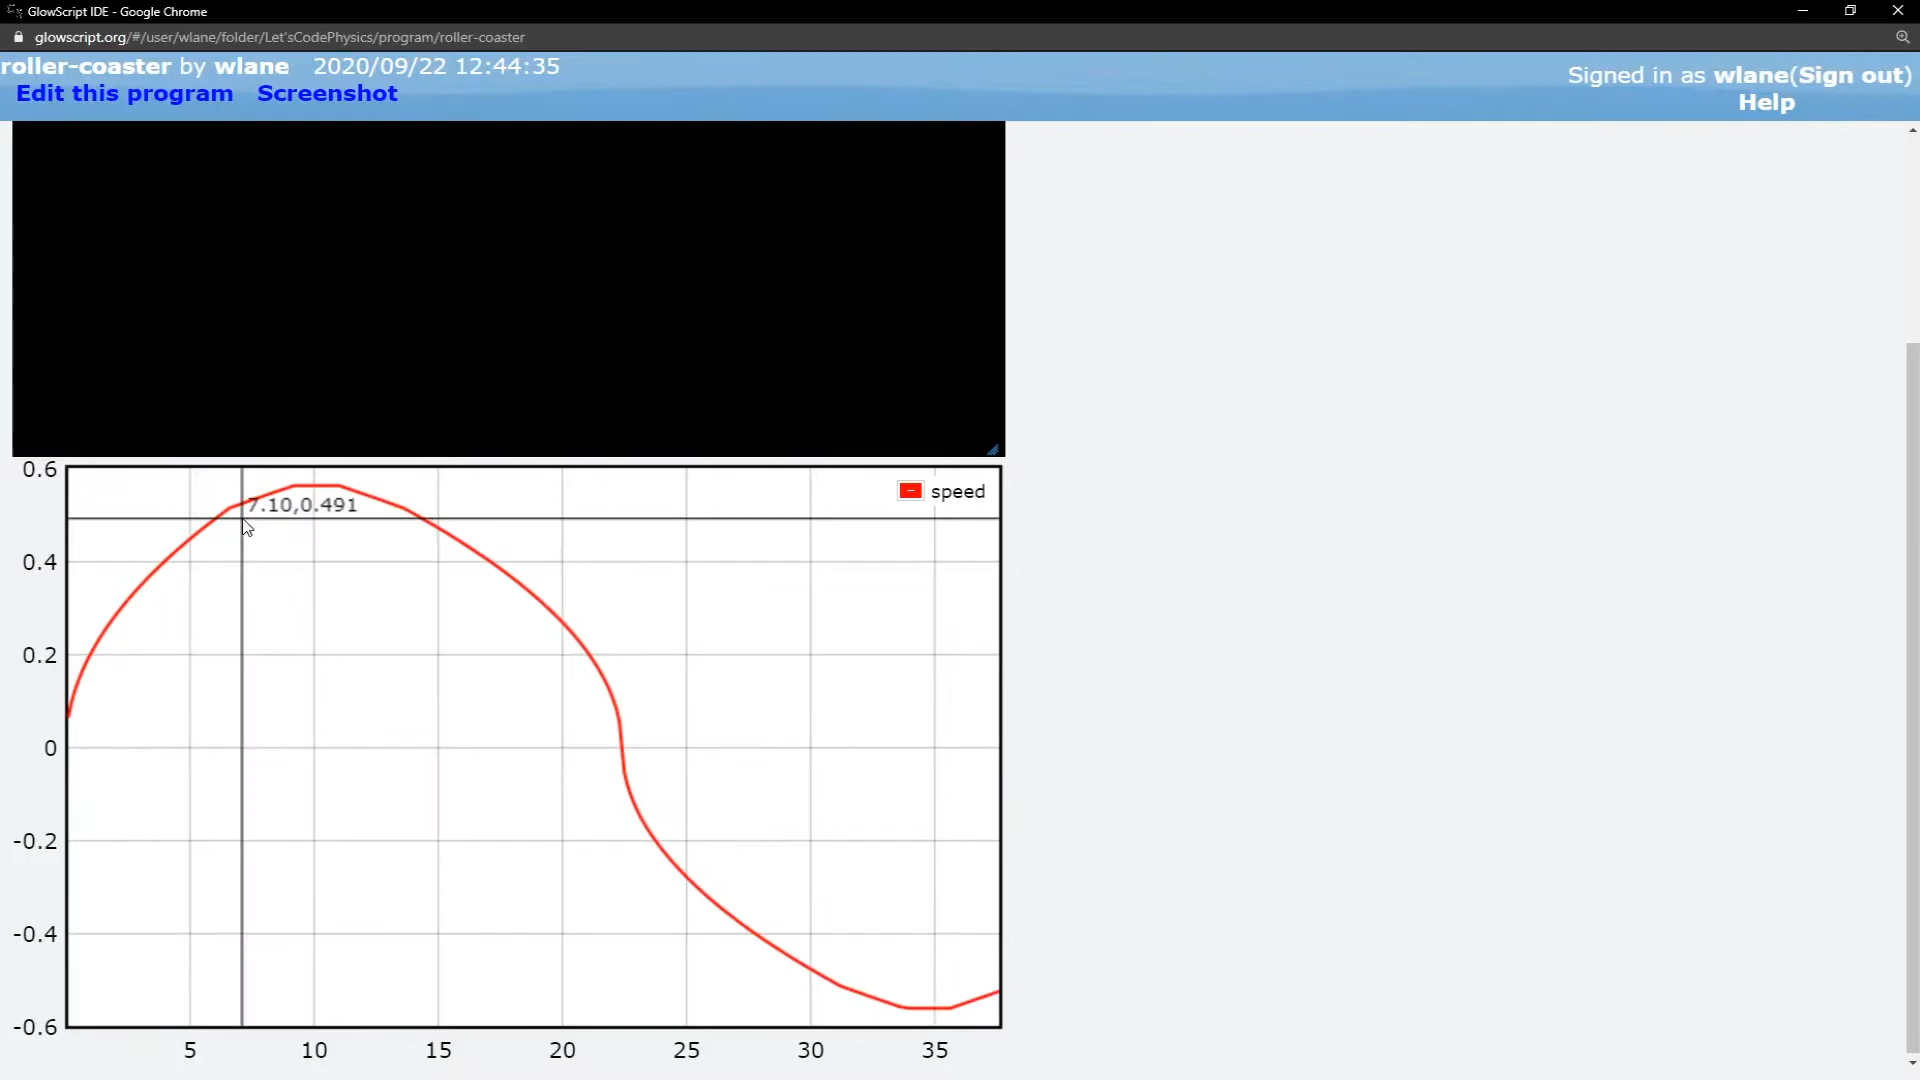 GlowScript IDE - Google Chrome
glowscript.org/#/user/wlane/folder/Let'sCodePhysics/program/roller-coaster
roller-coaster by wlane 2020/09/22 12:44:35
Signed in as wlane(Sign out)
Edit this program Screenshot
Help
0.6
speed
7.10,0.491
0.4
0.2
0
-0.2
-0.4
-0.6
5 10 15 20 25 30 35